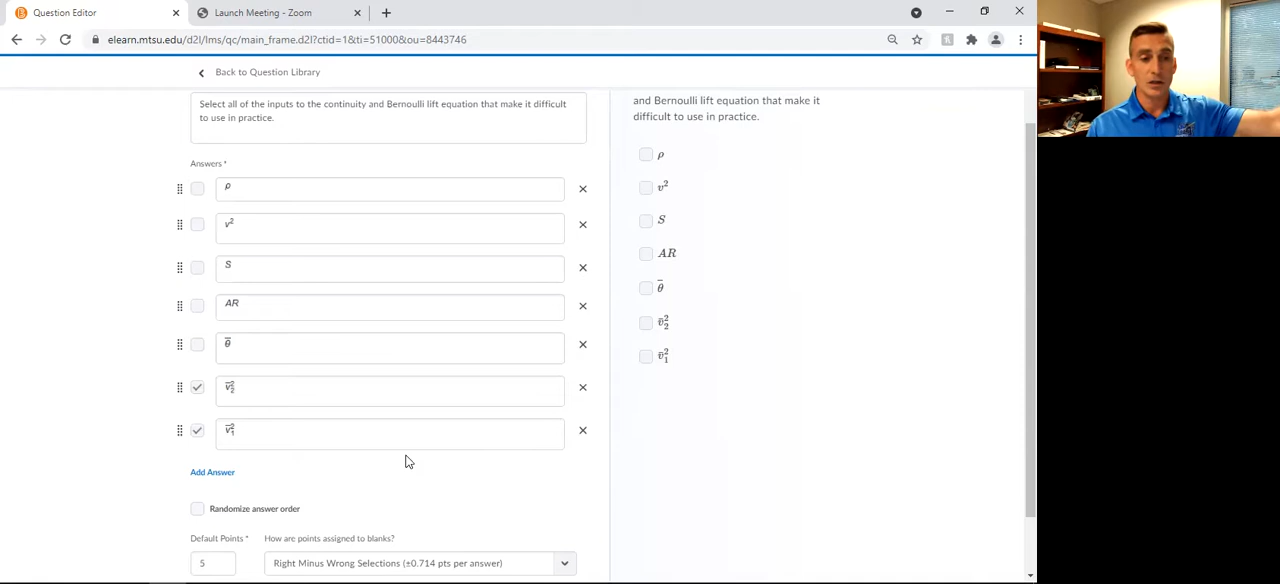 Question Editor
Launch Meeting - Zoom
elearn.mtsu.edu/d2l/lms/qc/main_frame.d2l?ctid=1&ti=51000&ou=8443746
Back to Question Library
Select all of the inputs to the continuity and Bernoulli lift equation that make it difficult
to use in practice.
Answers *
ρ
v²
S
AR
θ̅
v̅₂²
v̅₁²
Add Answer
Randomize answer order
Default Points *
How are points assigned to blanks?
5
Right Minus Wrong Selections (±0.714 pts per answer)
and Bernoulli lift equation that make it
difficult to use in practice.
ρ
v²
S
AR
θ̅
v̅₂²
v̅₁²